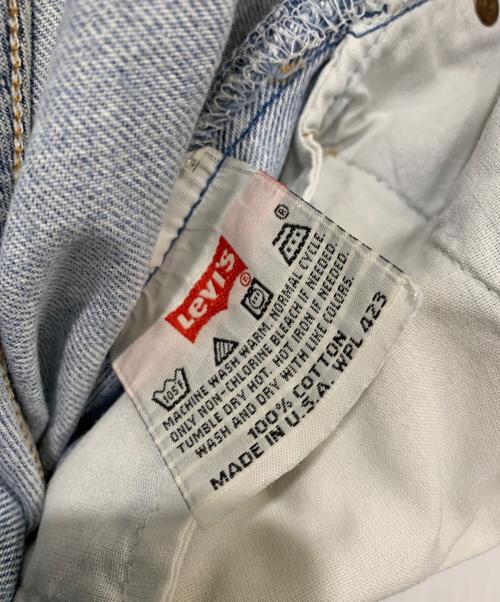 Levi's ®
®
105F
MACHINE WASH WARM. NORMAL CYCLE
ONLY NON-CHLORINE BLEACH IF NEEDED.
TUMBLE DRY HOT. HOT IRON IF NEEDED.
WASH AND DRY WITH LIKE COLORS.
100% COTTON
MADE IN U.S.A. WPL 423